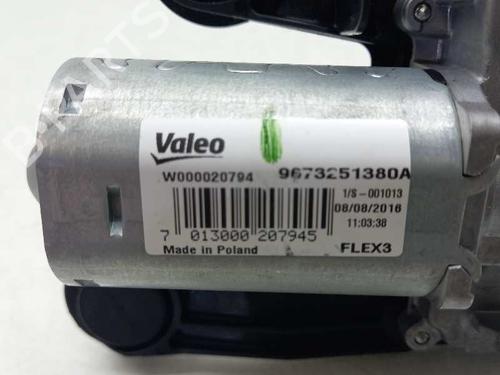 Valeo
W000020794 9673251380A
1/S-001013
08/08/2016
11:03:38
7 013000 207945
Made in Poland FLEX3